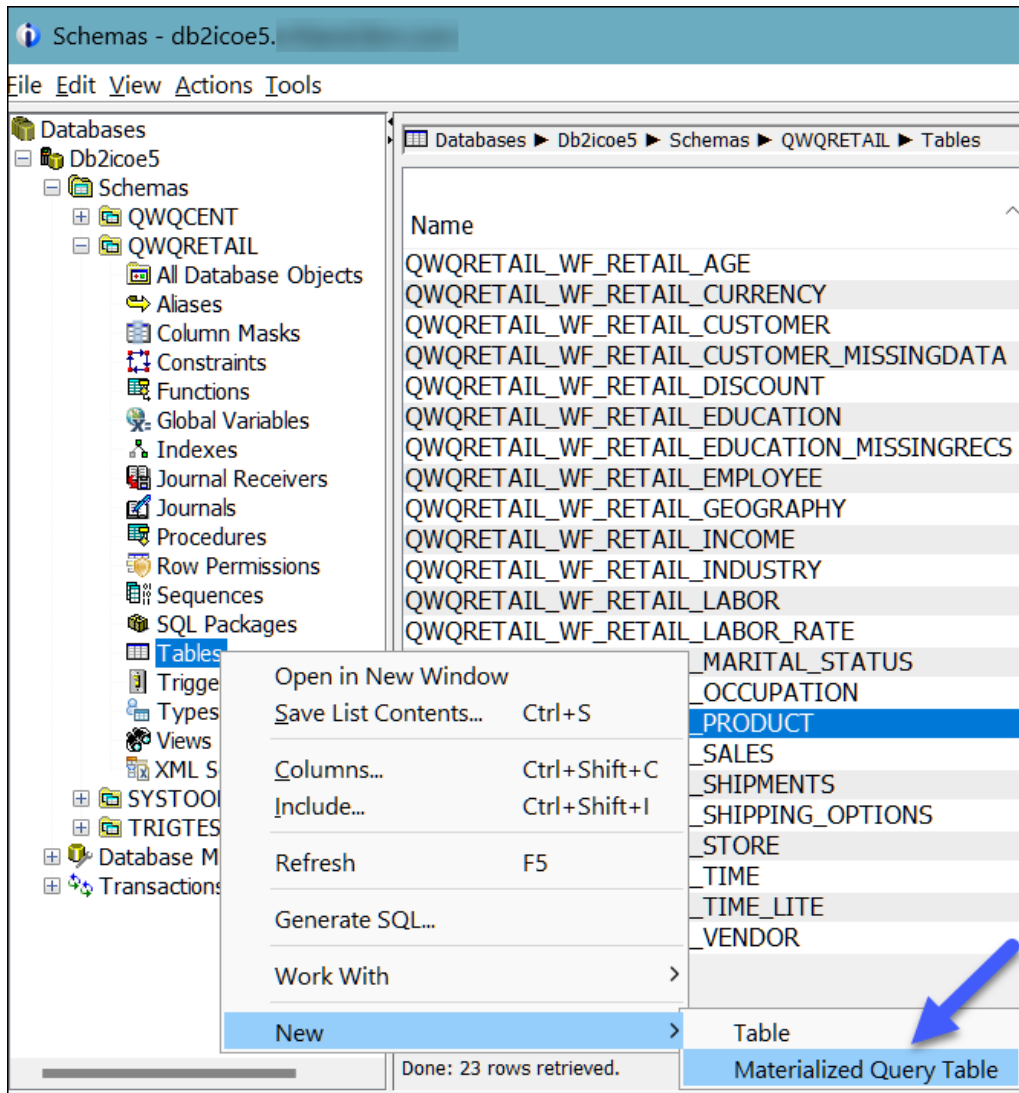 Schemas - db2icoe5.
File Edit View Actions Tools
Databases
Db2icoe5
Schemas
QWQCENT
QWQRETAIL
All Database Objects
Aliases
Column Masks
Constraints
Functions
Global Variables
Indexes
Journal Receivers
Journals
Procedures
Row Permissions
Sequences
SQL Packages
Tables
Trigge
Types
Views
XML S
SYSTOO
TRIGTES
Database M
Transactions
Databases ▶ Db2icoe5 ▶ Schemas ▶ QWQRETAIL ▶ Tables
Name
QWQRETAIL_WF_RETAIL_AGE
QWQRETAIL_WF_RETAIL_CURRENCY
QWQRETAIL_WF_RETAIL_CUSTOMER
QWQRETAIL_WF_RETAIL_CUSTOMER_MISSINGDATA
QWQRETAIL_WF_RETAIL_DISCOUNT
QWQRETAIL_WF_RETAIL_EDUCATION
QWQRETAIL_WF_RETAIL_EDUCATION_MISSINGRECS
QWQRETAIL_WF_RETAIL_EMPLOYEE
QWQRETAIL_WF_RETAIL_GEOGRAPHY
QWQRETAIL_WF_RETAIL_INCOME
QWQRETAIL_WF_RETAIL_INDUSTRY
QWQRETAIL_WF_RETAIL_LABOR
QWQRETAIL_WF_RETAIL_LABOR_RATE
_MARITAL_STATUS
_OCCUPATION
_PRODUCT
_SALES
_SHIPMENTS
_SHIPPING_OPTIONS
_STORE
_TIME
_TIME_LITE
_VENDOR
Open in New Window
Save List Contents... Ctrl+S
Columns... Ctrl+Shift+C
Include... Ctrl+Shift+I
Refresh F5
Generate SQL...
Work With
New
Table
Materialized Query Table
Done: 23 rows retrieved.